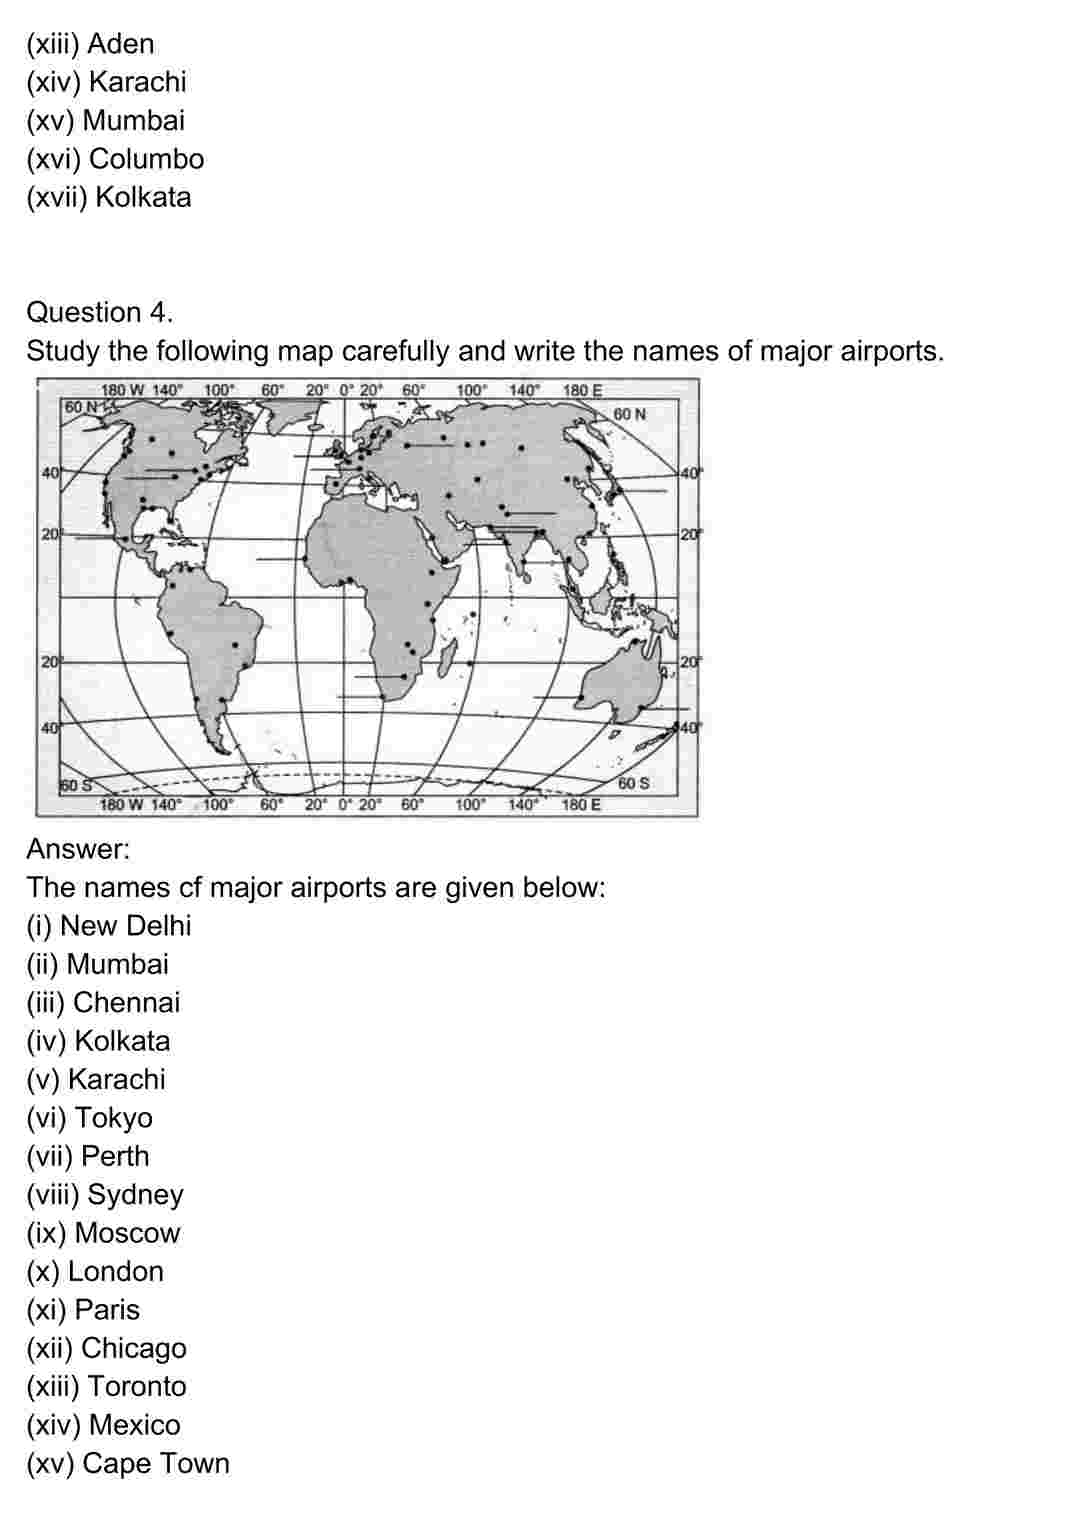 (xiii) Aden
(xiv) Karachi
(xv) Mumbai
(xvi) Columbo
(xvii) Kolkata
Question 4.
Study the following map carefully and write the names of major airports.
180 W 140° 100° 60° 20° 0° 20° 60° 100° 140° 180 E
60 N 60 N
40° 40°
20° 20°
20° 20°
40° 40°
60 S 60 S
180 W 140° 100° 60° 20° 0° 20° 60° 100° 140° 180 E
Answer:
The names cf major airports are given below:
(i) New Delhi
(ii) Mumbai
(iii) Chennai
(iv) Kolkata
(v) Karachi
(vi) Tokyo
(vii) Perth
(viii) Sydney
(ix) Moscow
(x) London
(xi) Paris
(xii) Chicago
(xiii) Toronto
(xiv) Mexico
(xv) Cape Town